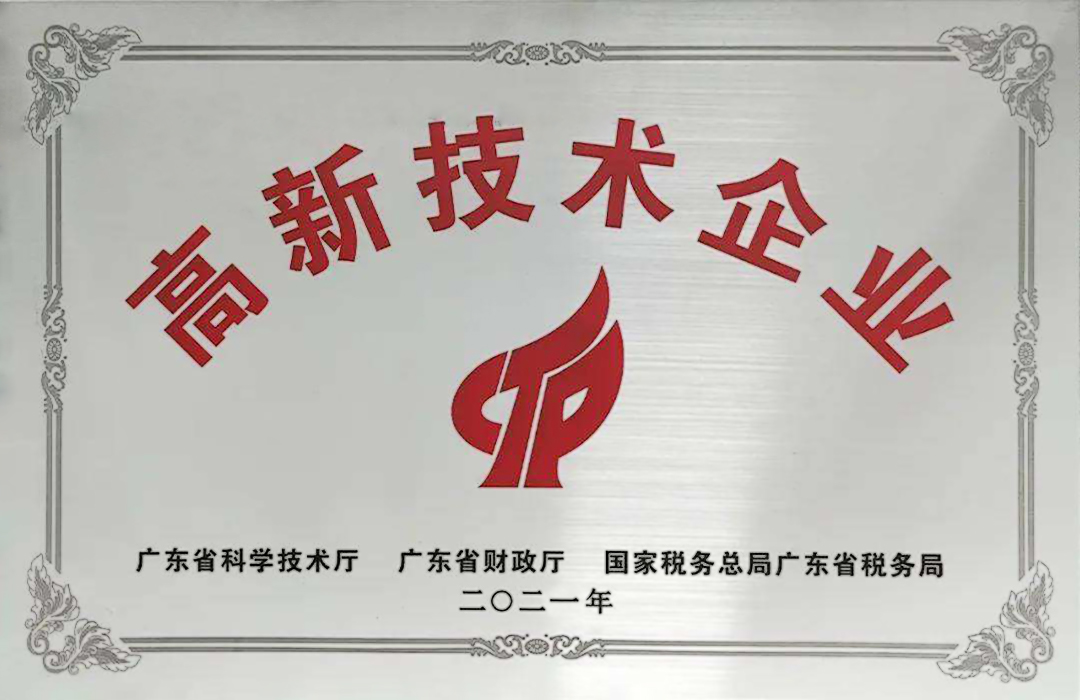 高新技术企业
广东省科学技术厅 广东省财政厅 国家税务总局广东省税务局
二〇二一年